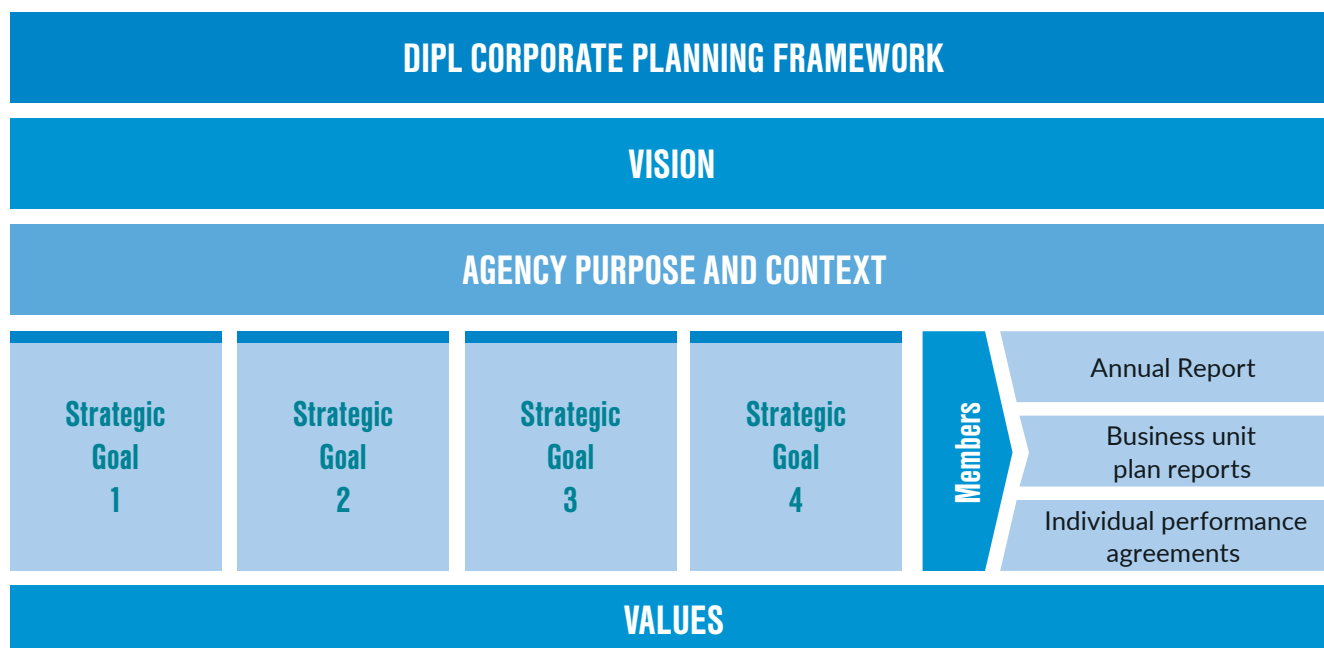 DIPL CORPORATE PLANNING FRAMEWORK
VISION
AGENCY PURPOSE AND CONTEXT
Strategic
Goal
1
Strategic
Goal
2
Strategic
Goal
3
Strategic
Goal
4
Members
Annual Report
Business unit
plan reports
Individual performance
agreements
VALUES